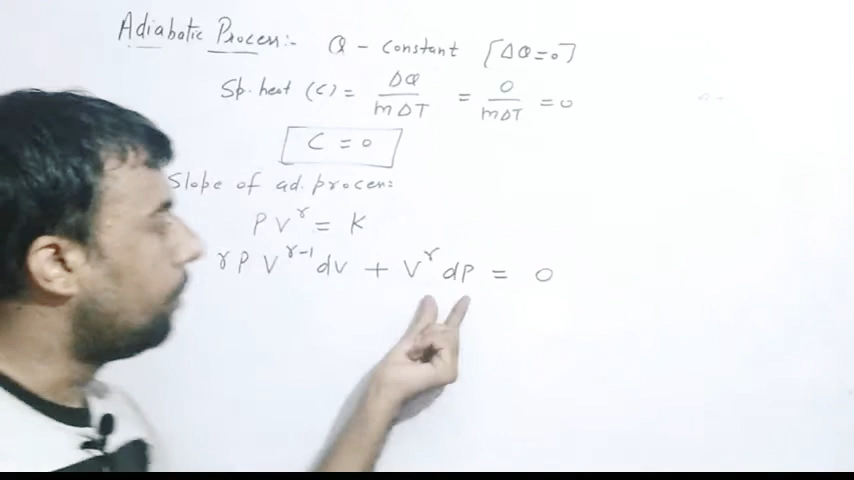 Adiabatic Process:- Q - constant [ΔQ=0]
Sp. heat (c) = ΔQ / mΔT = 0 / mΔT = 0
C = 0
Slope of ad. process:
PV^γ = K
γ P V^γ-1 dv + V^γ dP = 0